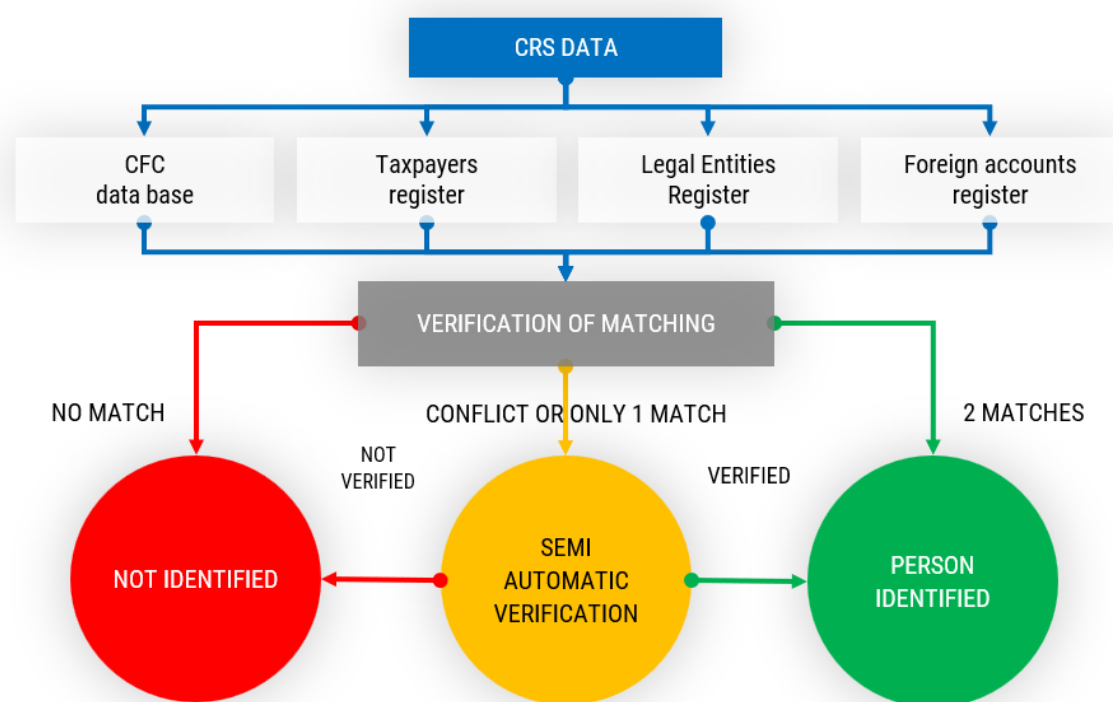 CRS DATA
CFC
data base
Taxpayers
register
Legal Entities
Register
Foreign accounts
register
VERIFICATION OF MATCHING
NO MATCH
CONFLICT OR ONLY 1 MATCH
2 MATCHES
NOT
VERIFIED
VERIFIED
NOT IDENTIFIED
SEMI
AUTOMATIC
VERIFICATION
PERSON
IDENTIFIED